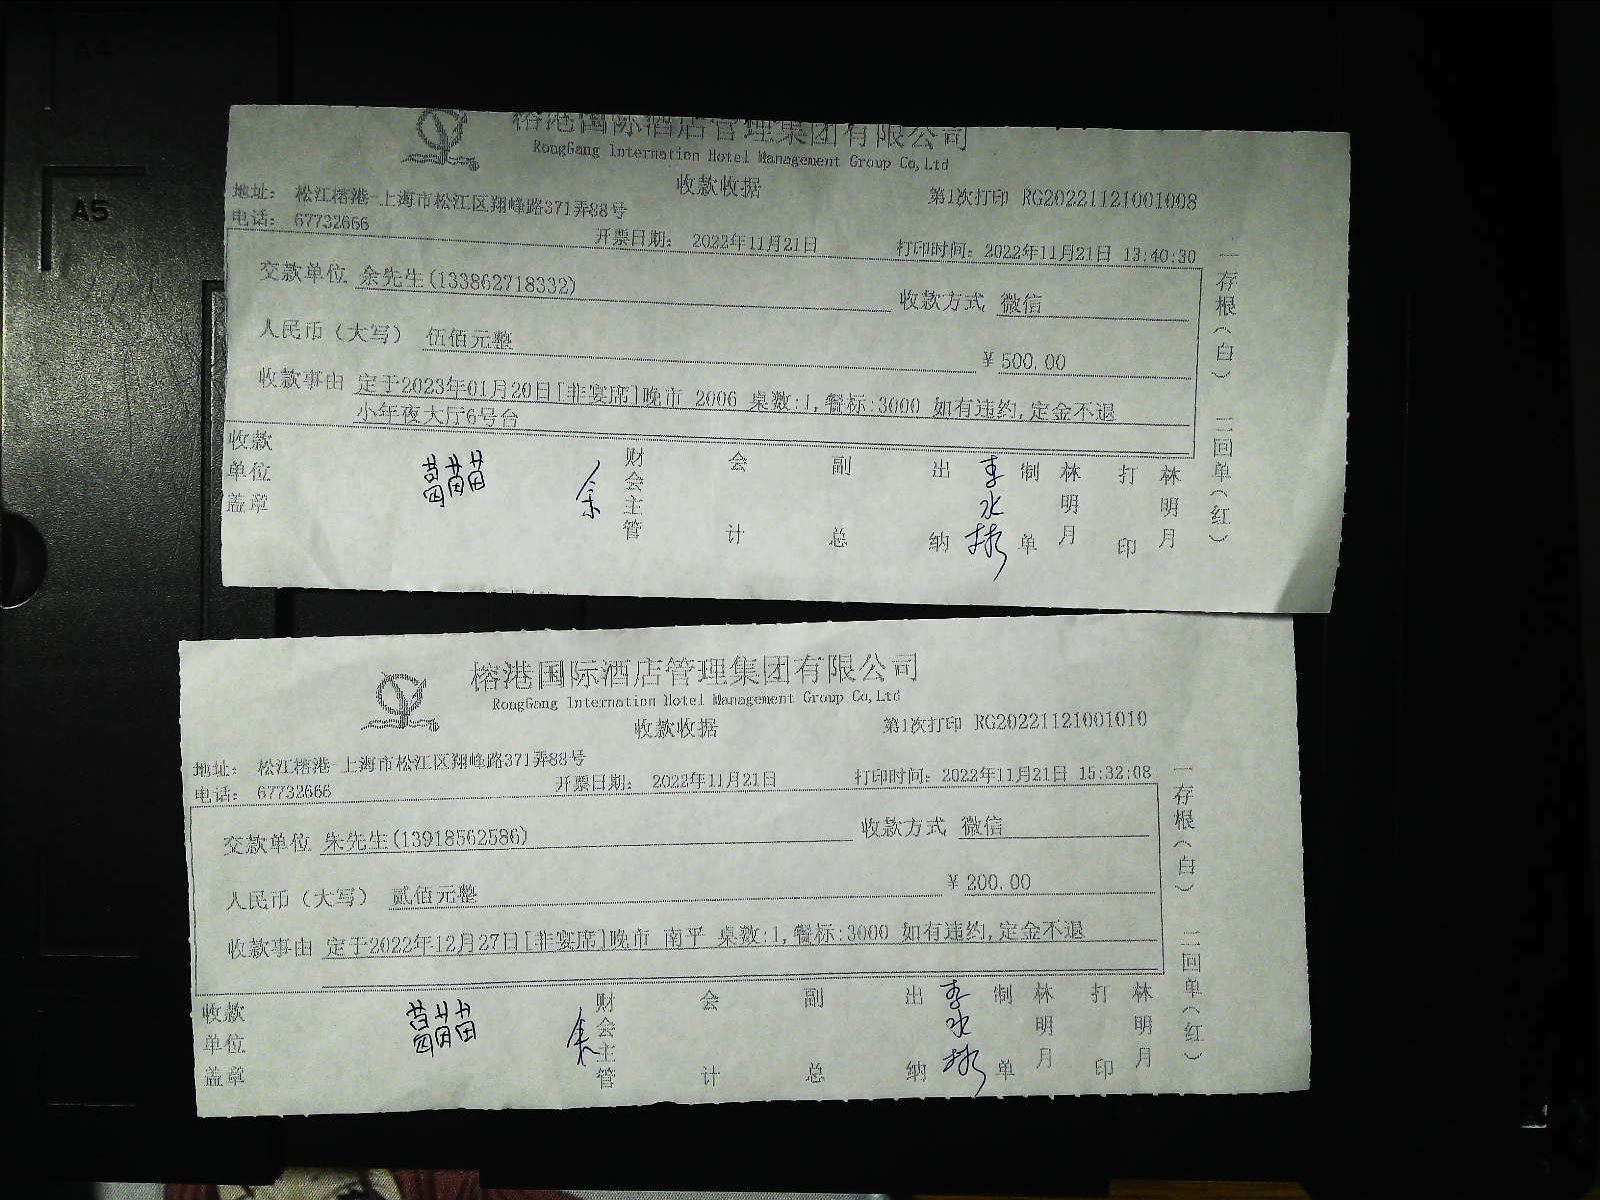 A4
A5
榕港国际酒店管理集团有限公司
RongGang Internation Hotel Management Group Co,Ltd
收款收据
第1次打印 RG20221121001008
地址: 松江榕港-上海市松江区翔峰路371弄88号
电话: 67732666
开票日期: 2022年11月21日
打印时间: 2022年11月21日 13:40:30
交款单位 余先生(133862718332)
收款方式 微信
人民币(大写) 伍佰元整
¥500.00
收款事由 定于2023年01月20日[非宴席]晚市 2006 桌数:1,餐标:3000 如有违约,定金不退
小年夜大厅6号台
收款单位盖章
财会主管
会计
副总
出纳 李水彬
制单 林明月
打印 林明月
一存根(白) 二回单(红)
榕港国际酒店管理集团有限公司
RongGang Internation Hotel Management Group Co,Ltd
收款收据
第1次打印 RG20221121001010
地址: 松江榕港-上海市松江区翔峰路371弄88号
电话: 67732666
开票日期: 2022年11月21日
打印时间: 2022年11月21日 15:32:08
交款单位 朱先生(13918562586)
收款方式 微信
人民币(大写) 贰佰元整
¥200.00
收款事由 定于2022年12月27日[非宴席]晚市 南平 桌数:1,餐标:3000 如有违约,定金不退
收款单位盖章
财会主管
会计
副总
出纳 李水彬
制单 林明月
打印 林明月
一存根(白) 二回单(红)